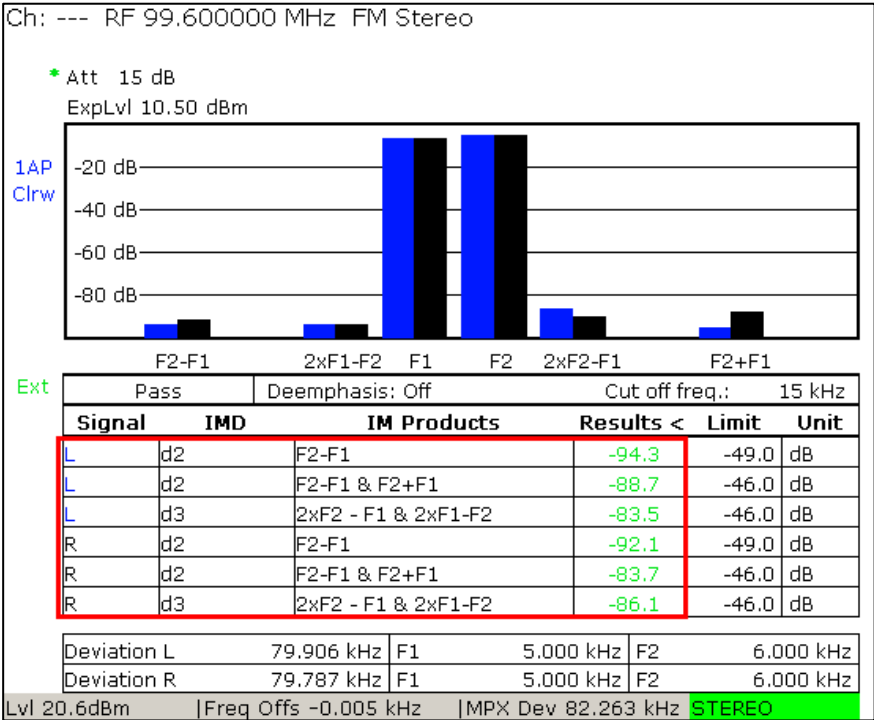 Ch: --- RF 99.600000 MHz FM Stereo
* Att 15 dB
ExpLvl 10.50 dBm
1AP
Clrw
-20 dB
-40 dB
-60 dB
-80 dB
F2-F1 2xF1-F2 F1 F2 2xF2-F1 F2+F1
Ext
Pass Deemphasis: Off Cut off freq.: 15 kHz
Signal IMD IM Products Results < Limit Unit
L d2 F2-F1 -94.3 -49.0 dB
L d2 F2-F1 & F2+F1 -88.7 -46.0 dB
L d3 2xF2 - F1 & 2xF1-F2 -83.5 -46.0 dB
R d2 F2-F1 -92.1 -49.0 dB
R d2 F2-F1 & F2+F1 -83.7 -46.0 dB
R d3 2xF2 - F1 & 2xF1-F2 -86.1 -46.0 dB
Deviation L 79.906 kHz F1 5.000 kHz F2 6.000 kHz
Deviation R 79.787 kHz F1 5.000 kHz F2 6.000 kHz
Lvl 20.6dBm |Freq Offs -0.005 kHz |MPX Dev 82.263 kHz STEREO